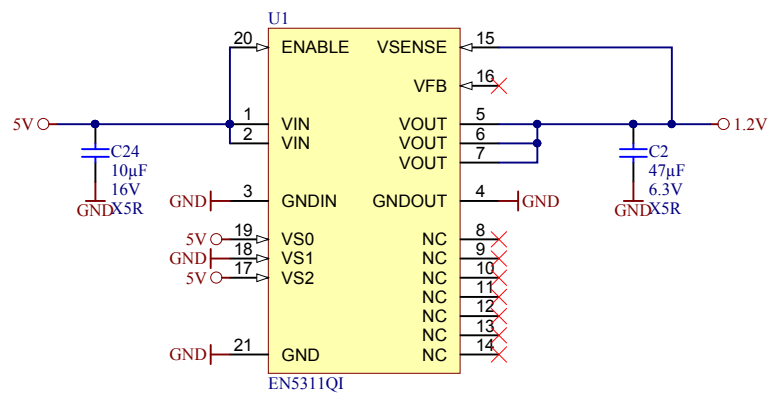 U1
20 ENABLE VSENSE 15
VFB 16
5V 1 VIN VOUT 5 1.2V
2 VIN VOUT 6
VOUT 7
C24
10µF
16V
X5R
GND
C2
47µF
6.3V
X5R
GND
GND 3 GNDIN GNDOUT 4 GND
5V 19 VS0 NC 8
GND 18 VS1 NC 9
5V 17 VS2 NC 10
NC 11
NC 12
NC 13
GND 21 GND NC 14
EN5311QI